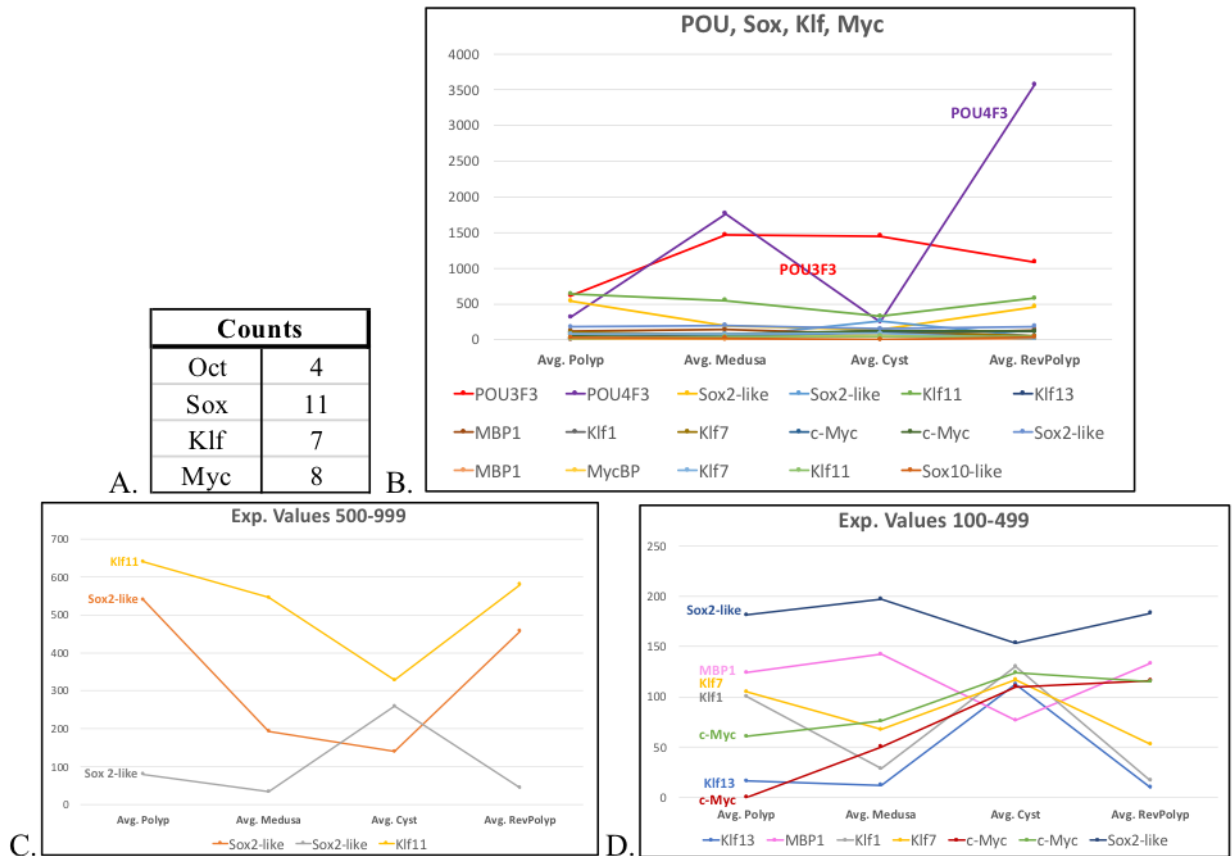 POU, Sox, Klf, Myc
4000
3500
3000
2500
2000
1500
1000
500
0
POU4F3
POU3F3
Avg. Polyp Avg. Medusa Avg. Cyst Avg. RevPolyp
POU3F3 POU4F3 Sox2-like Sox2-like Klf11 Klf13
MBP1 Klf1 Klf7 c-Myc c-Myc Sox2-like
MBP1 MycBP Klf7 Klf11 Sox10-like
Counts
Oct 4
Sox 11
Klf 7
Myc 8
A.
B.
Exp. Values 500-999
700
600
500
400
300
200
100
0
Klf11
Sox2-like
Sox 2-like
Avg. Polyp Avg. Medusa Avg. Cyst Avg. RevPolyp
Sox2-like Sox2-like Klf11
C.
Exp. Values 100-499
250
200
150
100
50
0
Sox2-like
MBP1
Klf7
Klf1
c-Myc
Klf13
c-Myc
Avg. Polyp Avg. Medusa Avg. Cyst Avg. RevPolyp
Klf13 MBP1 Klf1 Klf7 c-Myc c-Myc Sox2-like
D.